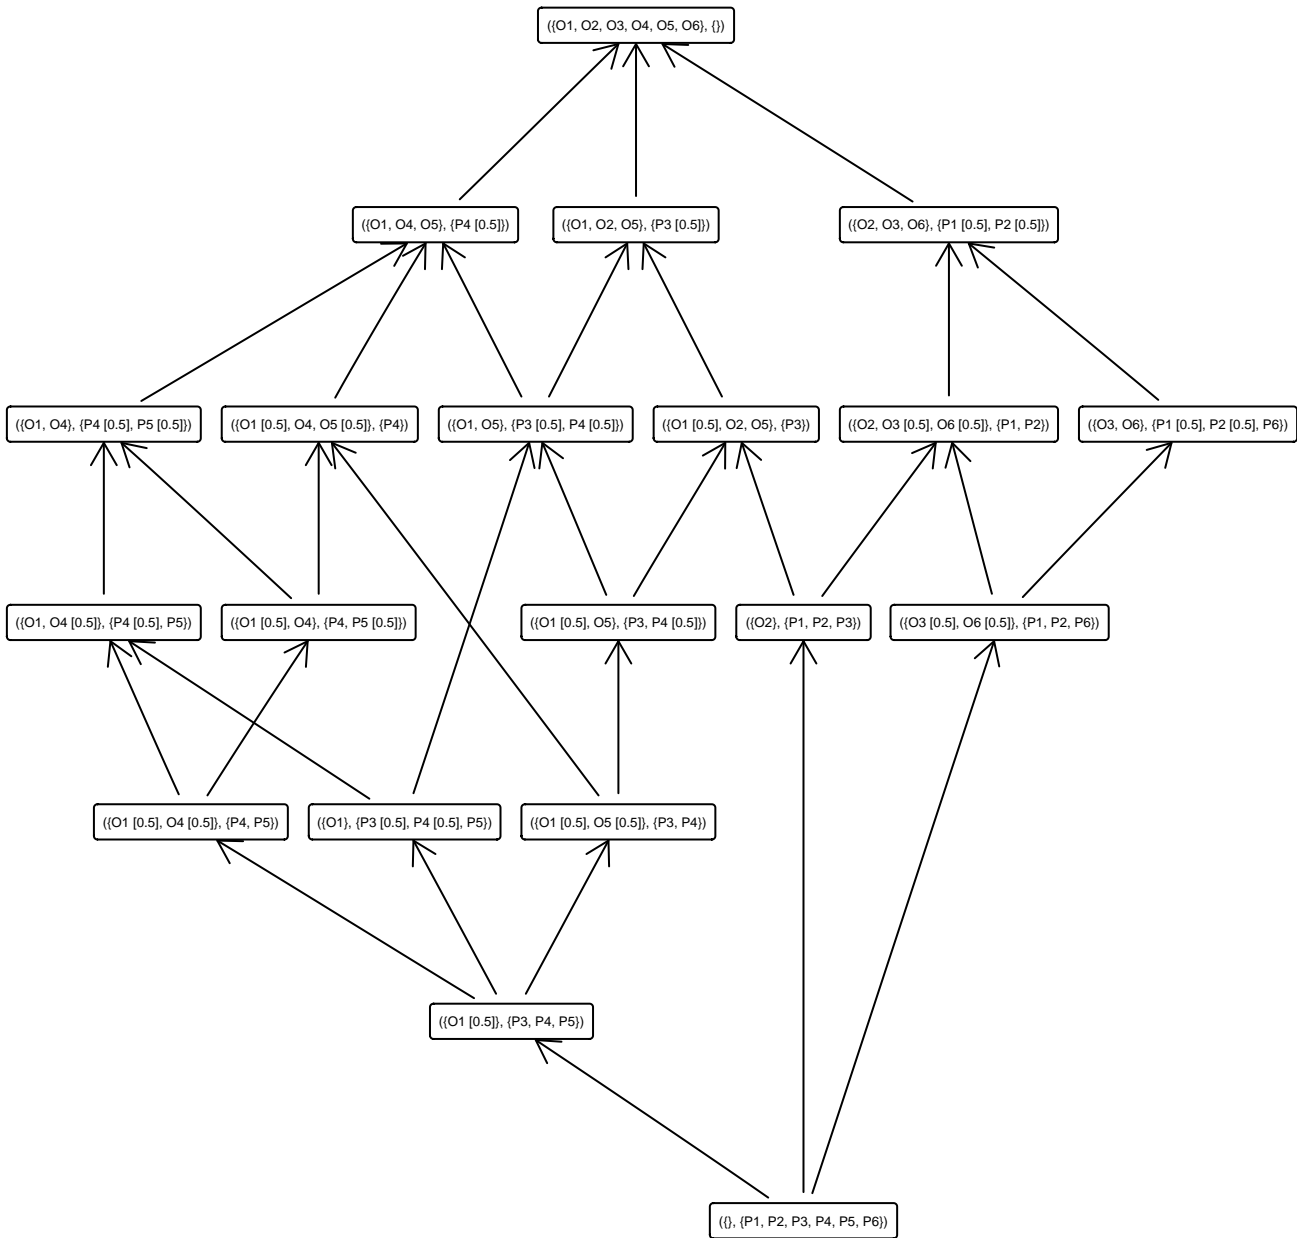 ({O1, O2, O3, O4, O5, O6}, {})
({O1, O4, O5}, {P4 [0.5]})
({O1, O2, O5}, {P3 [0.5]})
({O2, O3, O6}, {P1 [0.5], P2 [0.5]})
({O1, O4}, {P4 [0.5], P5 [0.5]})
({O1 [0.5], O4, O5 [0.5]}, {P4})
({O1, O5}, {P3 [0.5], P4 [0.5]})
({O1 [0.5], O2, O5}, {P3})
({O2, O3 [0.5], O6 [0.5]}, {P1, P2})
({O3, O6}, {P1 [0.5], P2 [0.5], P6})
({O1, O4 [0.5]}, {P4 [0.5], P5})
({O1 [0.5], O4}, {P4, P5 [0.5]})
({O1 [0.5], O5}, {P3, P4 [0.5]})
({O2}, {P1, P2, P3})
({O3 [0.5], O6 [0.5]}, {P1, P2, P6})
({O1 [0.5], O4 [0.5]}, {P4, P5})
({O1}, {P3 [0.5], P4 [0.5], P5})
({O1 [0.5], O5 [0.5]}, {P3, P4})
({O1 [0.5]}, {P3, P4, P5})
({}, {P1, P2, P3, P4, P5, P6})